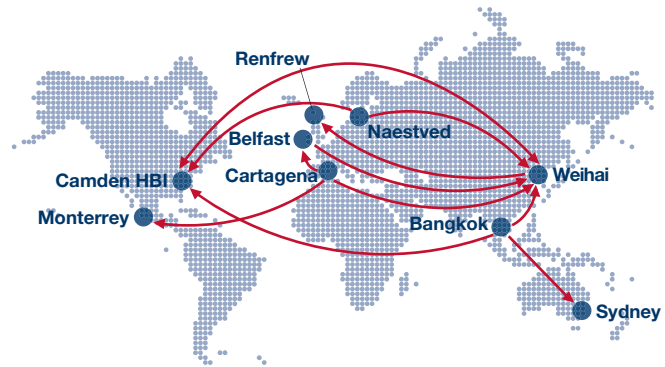 Renfrew
Belfast
Naestved
Camden HBI
Cartagena
Weihai
Monterrey
Bangkok
Sydney